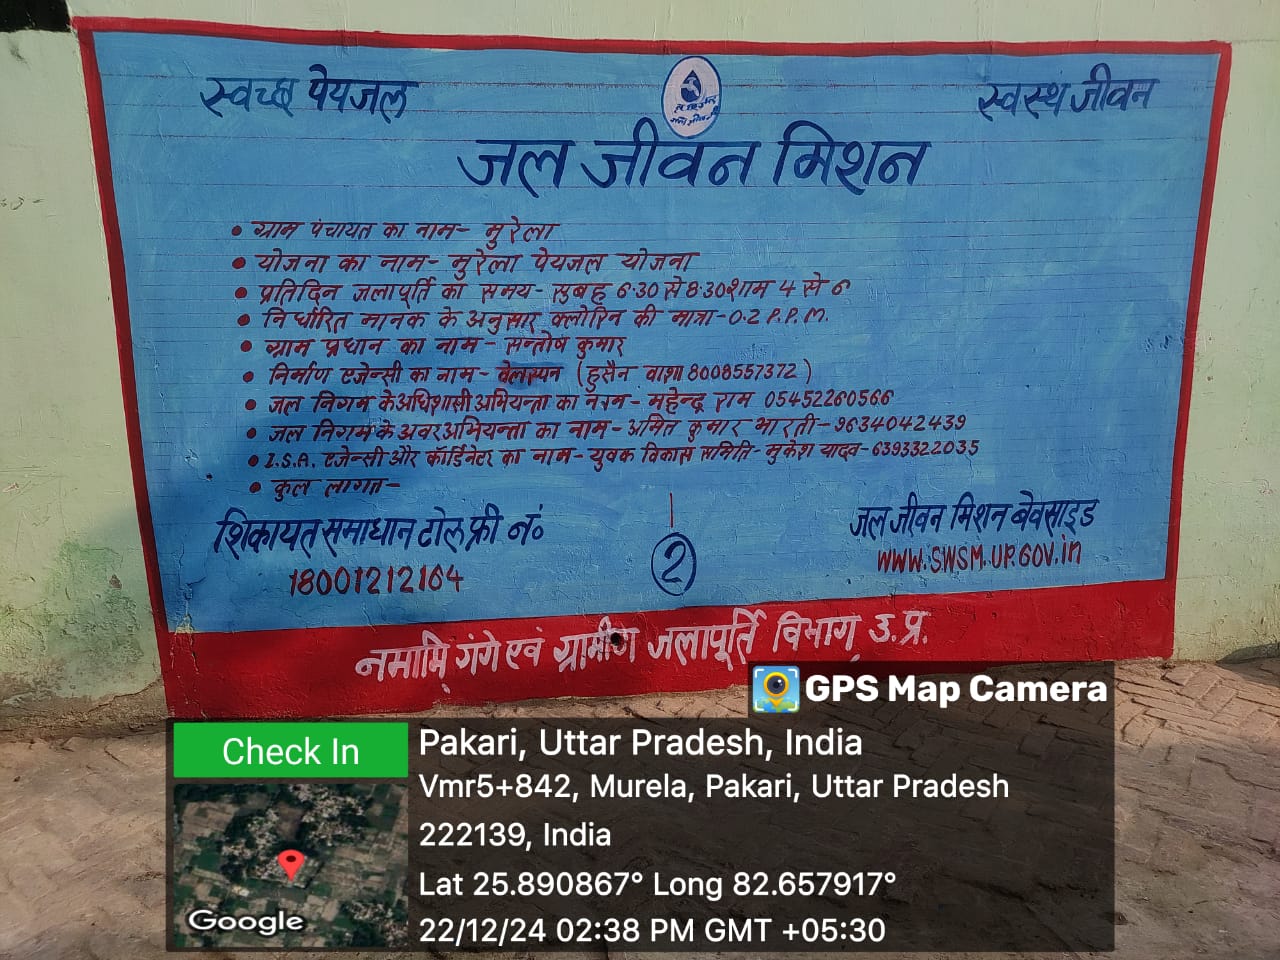 स्वच्छ पेयजल
स्वस्थ जीवन
जल जीवन मिशन
• ग्राम पंचायत का नाम- मुरेला
• योजना का नाम- मुरेला पेयजल योजना
• प्रतिदिन जलापूर्ति का समय- सुबह 6.30 से 8.30 शाम 4 से 6
• निर्धारित मानक के अनुसार क्लोरिन की मात्रा-0.2 P.P.M.
• ग्राम प्रधान का नाम- सन्तोष कुमार
• निर्माण एजेन्सी का नाम- वेलस्पन (हुसैन वाशा 8008557372)
• जल निगम के अधिशासी अभियन्ता का नाम- महेन्द्र राम 05452260566
• जल निगम के अवर अभियन्ता का नाम- अमित कुमार भारती-9634042439
• I.S.A. एजेन्सी और कॉर्डिनेटर का नाम- युवक विकास समिति- मुकेश यादव-6393322035
• कुल लागत-
शिकायत समाधान टोल फ्री नं०
18001212164
2
जल जीवन मिशन बेवसाइड
WWW.SWSM.UP.GOV.in
नमामि गंगे एवं ग्रामीण जलापूर्ति विभाग उ.प्र.
GPS Map Camera
Check In
Pakari, Uttar Pradesh, India
Vmr5+842, Murela, Pakari, Uttar Pradesh
222139, India
Lat 25.890867° Long 82.657917°
22/12/24 02:38 PM GMT +05:30
Google